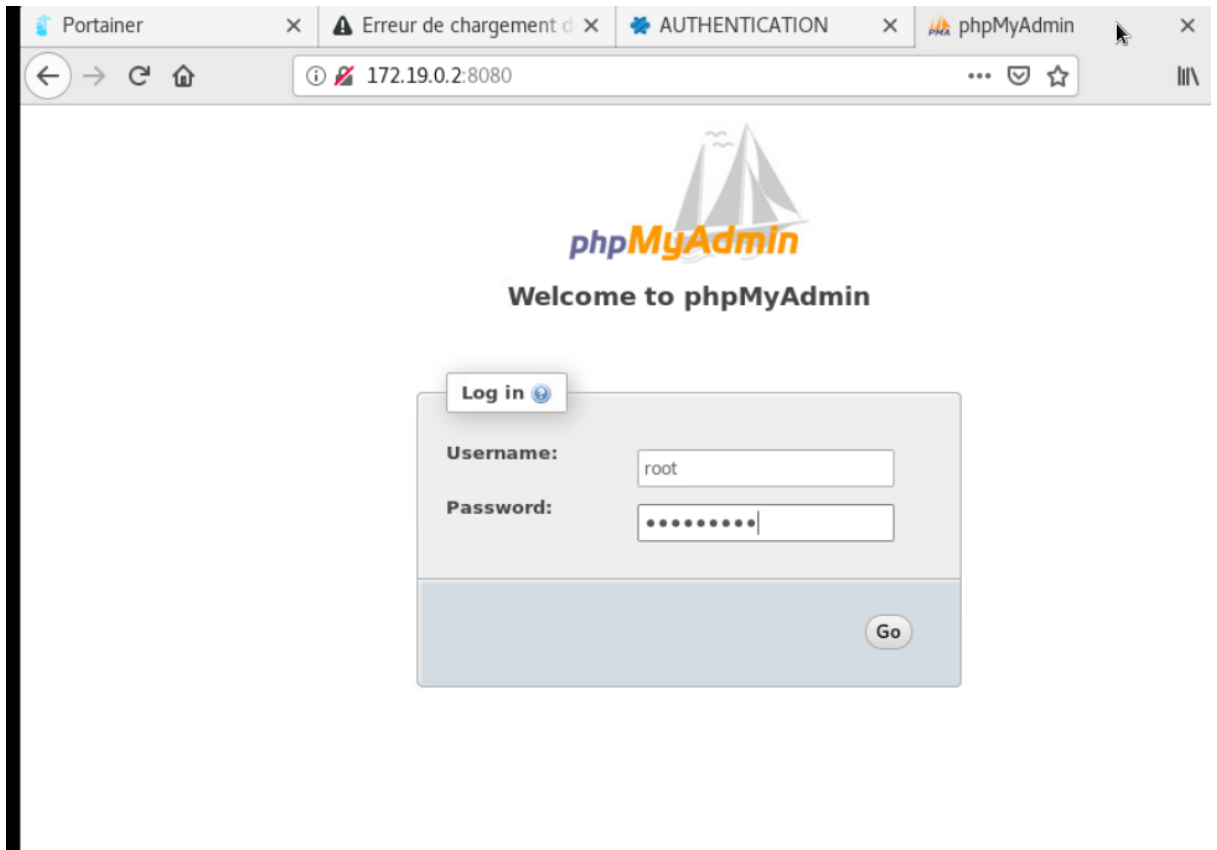 Portainer
Erreur de chargement d
AUTHENTICATION
phpMyAdmin
172.19.0.2:8080
phpMyAdmin
Welcome to phpMyAdmin
Log in
Username:
root
Password:
Go